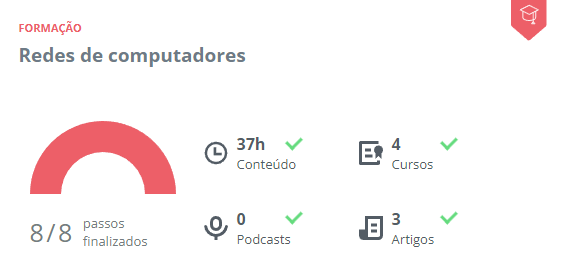 FORMAÇÃO
Redes de computadores
8/8 passos
finalizados
37h
Conteúdo
4
Cursos
0
Podcasts
3
Artigos